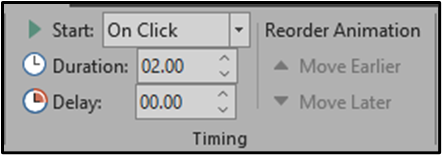 Start: On Click
Reorder Animation
Duration: 02.00
Move Earlier
Delay: 00.00
Move Later
Timing